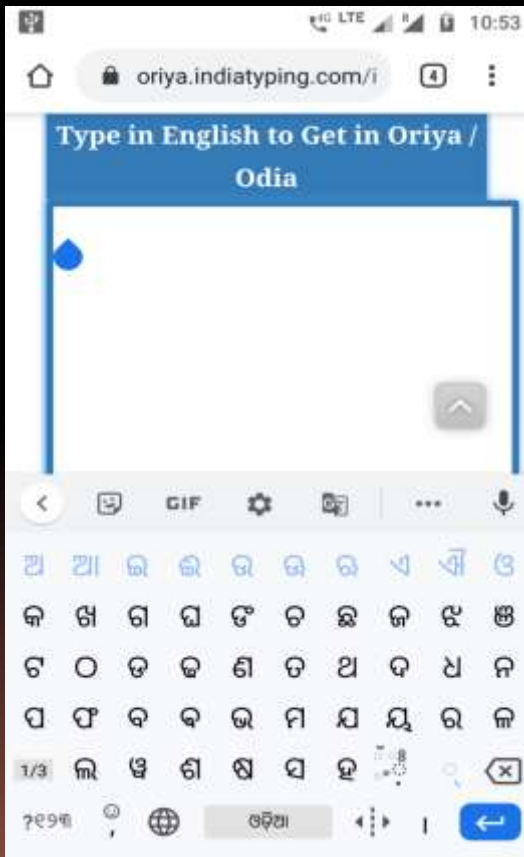 LTE 10:53
oriya.indiatyping.com/i 4
Type in English to Get in Oriya /
Odia
GIF
ଅ ଆ ଇ ଈ ଉ ଊ ଋ ଏ ଐ ଓ
କ ଖ ଗ ଘ ଙ ଚ ଛ ଜ ଝ ଞ
ଟ ଠ ଡ ଢ ଣ ତ ଥ ଦ ଧ ନ
ପ ଫ ବ ଵ ଭ ମ ଯ ୟ ର ଳ
1/3 ଲ ୱ ଶ ଷ ସ ହ
?୧୨୩ , ଓଡ଼ିଆ ।